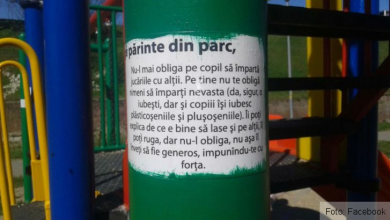 părinte din parc,
Nu-l mai obliga pe copil să împartă
jucăriile cu alții. Pe tine nu te obligă
nimeni să împarți nevasta (da, sigur, o
iubești, dar și copiii își iubesc
plasticoșeniile și plușoșeniile). Îi poți
explica de ce e bine să lase și pe alții. Îl
poți ruga, dar nu-l obliga, nu așa îl
înveți să fie generos, impunându-te cu
forța.
Foto: Facebook